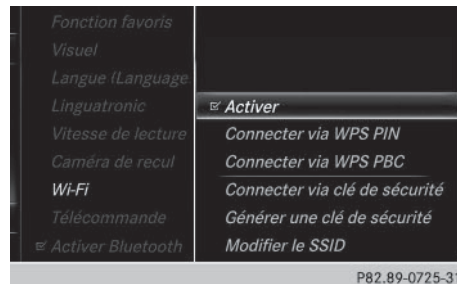 Fonction favoris
Visuel
Langue (Language
Linguatronic
Vitesse de lecture
Caméra de recul
Wi-Fi
Télécommande
Activer Bluetooth
Activer
Connecter via WPS PIN
Connecter via WPS PBC
Connecter via clé de sécurité
Générer une clé de sécurité
Modifier le SSID
P82.89-0725-31